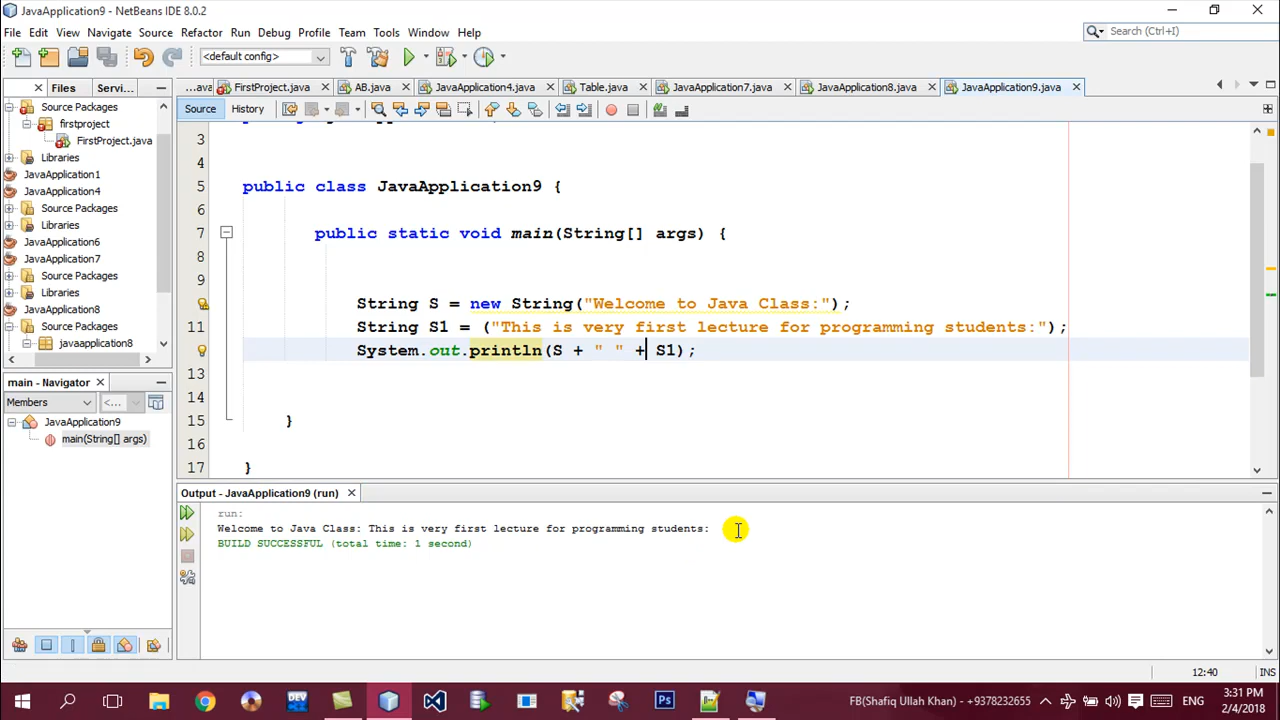 JavaApplication9 - NetBeans IDE 8.0.2
File Edit View Navigate Source Refactor Run Debug Profile Team Tools Window Help
Search (Ctrl+I)
<default config>
Files Servi...
...ava FirstProject.java AB.java JavaApplication4.java Table.java JavaApplication7.java JavaApplication8.java JavaApplication9.java
Source History
Source Packages
firstproject
FirstProject.java
Libraries
JavaApplication1
JavaApplication4
Source Packages
Libraries
JavaApplication6
JavaApplication7
Source Packages
Libraries
JavaApplication8
Source Packages
javaapplication8
main - Navigator
Members <...
JavaApplication9
main(String[] args)
3
4
5 public class JavaApplication9 {
6
7 public static void main(String[] args) {
8
9
String S = new String("Welcome to Java Class:");
11 String S1 = ("This is very first lecture for programming students:");
System.out.println(S + " " + S1);
13
14
15 }
16
17 }
Output - JavaApplication9 (run)
run:
Welcome to Java Class: This is very first lecture for programming students:
BUILD SUCCESSFUL (total time: 1 second)
12:40 INS
FB(Shafiq Ullah Khan) - +9378232655 ENG
3:31 PM
2/4/2018
DEV
Ps